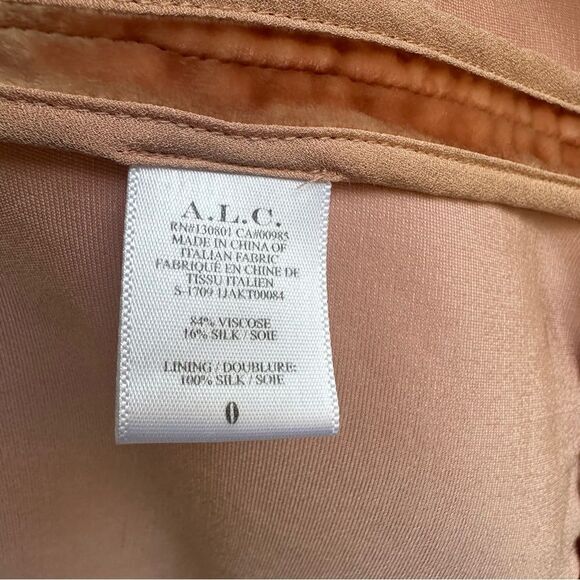 A.L.C.
RN#130801 CA#00985
MADE IN CHINA OF
ITALIAN FABRIC
FABRIQUÉ EN CHINE DE
TISSU ITALIEN
S-1709 1JAKT00084
84% VISCOSE
16% SILK / SOIE
LINING / DOUBLURE:
100% SILK / SOIE
0